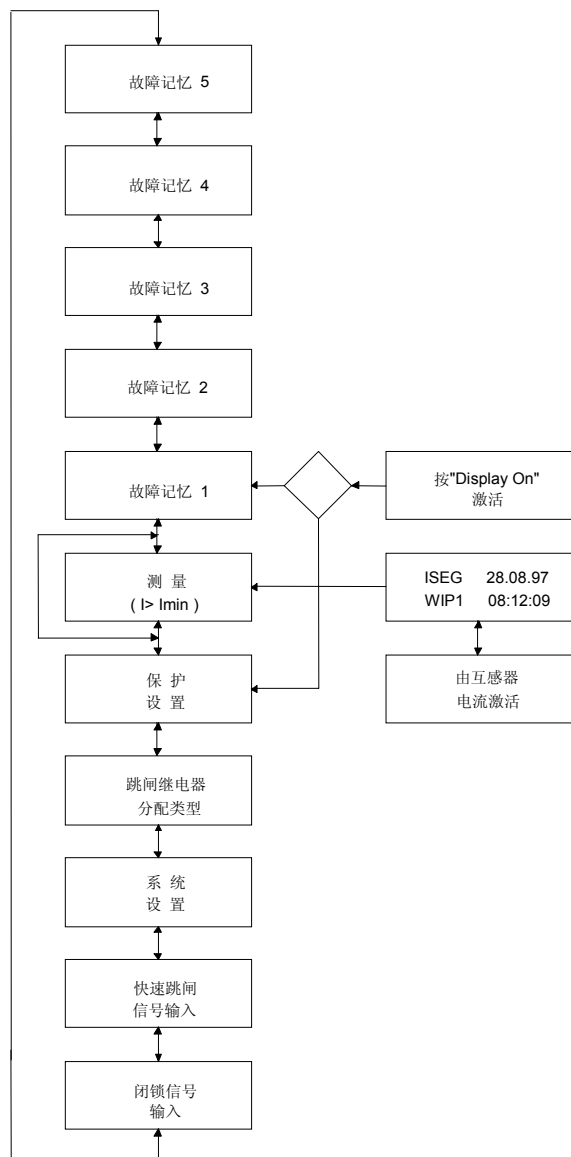 故障记忆 5
故障记忆 4
故障记忆 3
故障记忆 2
故障记忆 1
按"Display On"
激活
测 量
( I> Imin )
ISEG 28.08.97
WIP1 08:12:09
保 护
设 置
由互感器
电流激活
跳闸继电器
分配类型
系 统
设 置
快速跳闸
信号输入
闭锁信号
输入